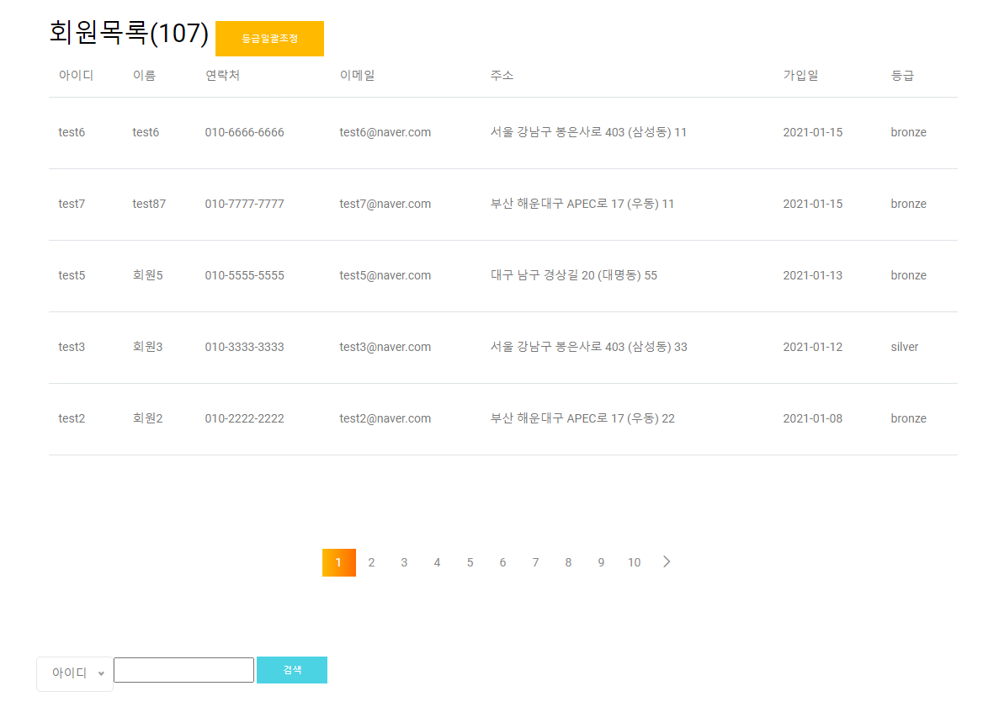 회원목록(107) 등급일괄조정
아이디 이름 연락처 이메일 주소 가입일 등급
test6 test6 010-6666-6666 test6@naver.com 서울 강남구 봉은사로 403 (삼성동) 11 2021-01-15 bronze
test7 test87 010-7777-7777 test7@naver.com 부산 해운대구 APEC로 17 (우동) 11 2021-01-15 bronze
test5 회원5 010-5555-5555 test5@naver.com 대구 남구 경상길 20 (대명동) 55 2021-01-13 bronze
test3 회원3 010-3333-3333 test3@naver.com 서울 강남구 봉은사로 403 (삼성동) 33 2021-01-12 silver
test2 회원2 010-2222-2222 test2@naver.com 부산 해운대구 APEC로 17 (우동) 22 2021-01-08 bronze
1 2 3 4 5 6 7 8 9 10
아이디 검색